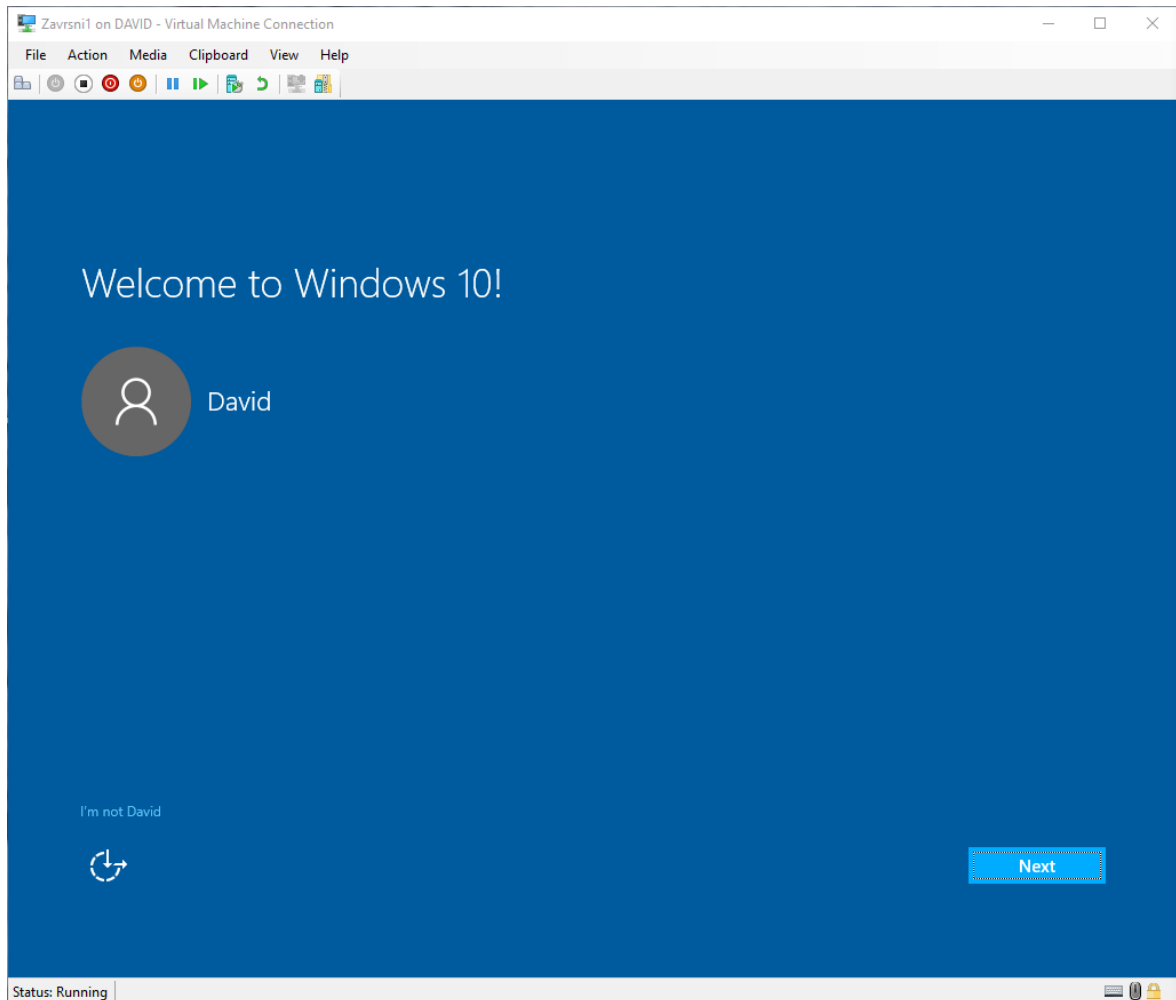 Zavrsni1 on DAVID - Virtual Machine Connection
File Action Media Clipboard View Help
Welcome to Windows 10!
David
I'm not David
Next
Status: Running